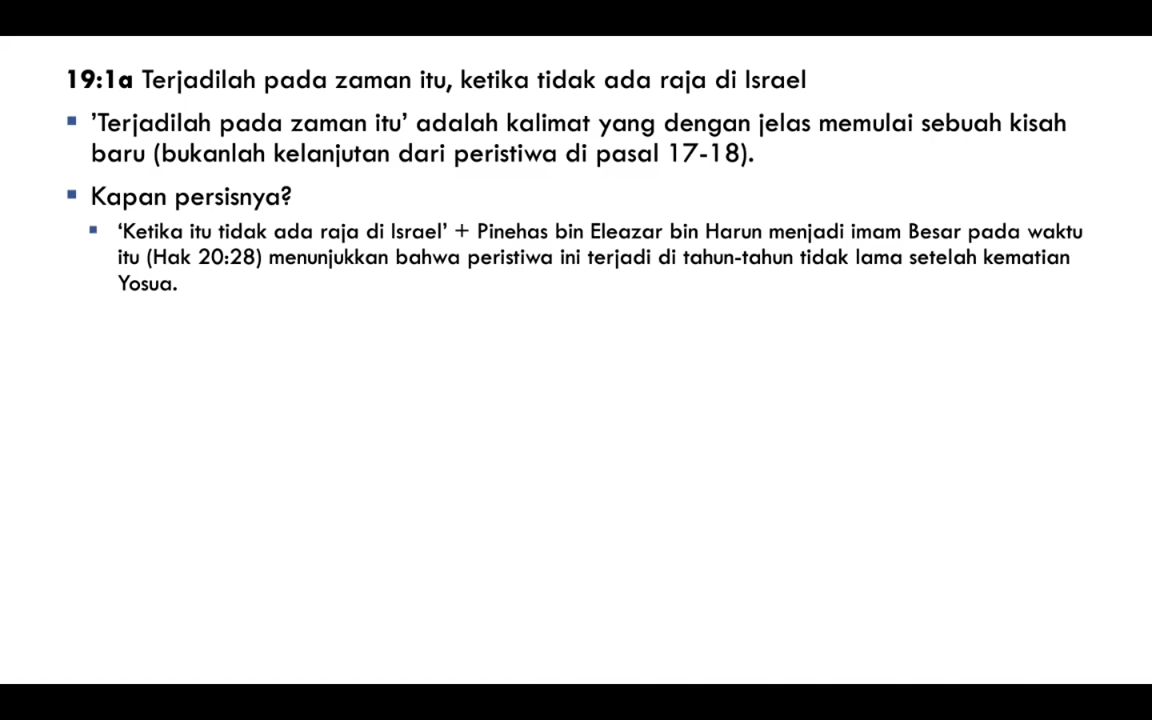 19:1a Terjadilah pada zaman itu, ketika tidak ada raja di Israel
▪ ’Terjadilah pada zaman itu’ adalah kalimat yang dengan jelas memulai sebuah kisah
baru (bukanlah kelanjutan dari peristiwa di pasal 17-18).
▪ Kapan persisnya?
▪ ‘Ketika itu tidak ada raja di Israel’ + Pinehas bin Eleazar bin Harun menjadi imam Besar pada waktu
itu (Hak 20:28) menunjukkan bahwa peristiwa ini terjadi di tahun-tahun tidak lama setelah kematian
Yosua.